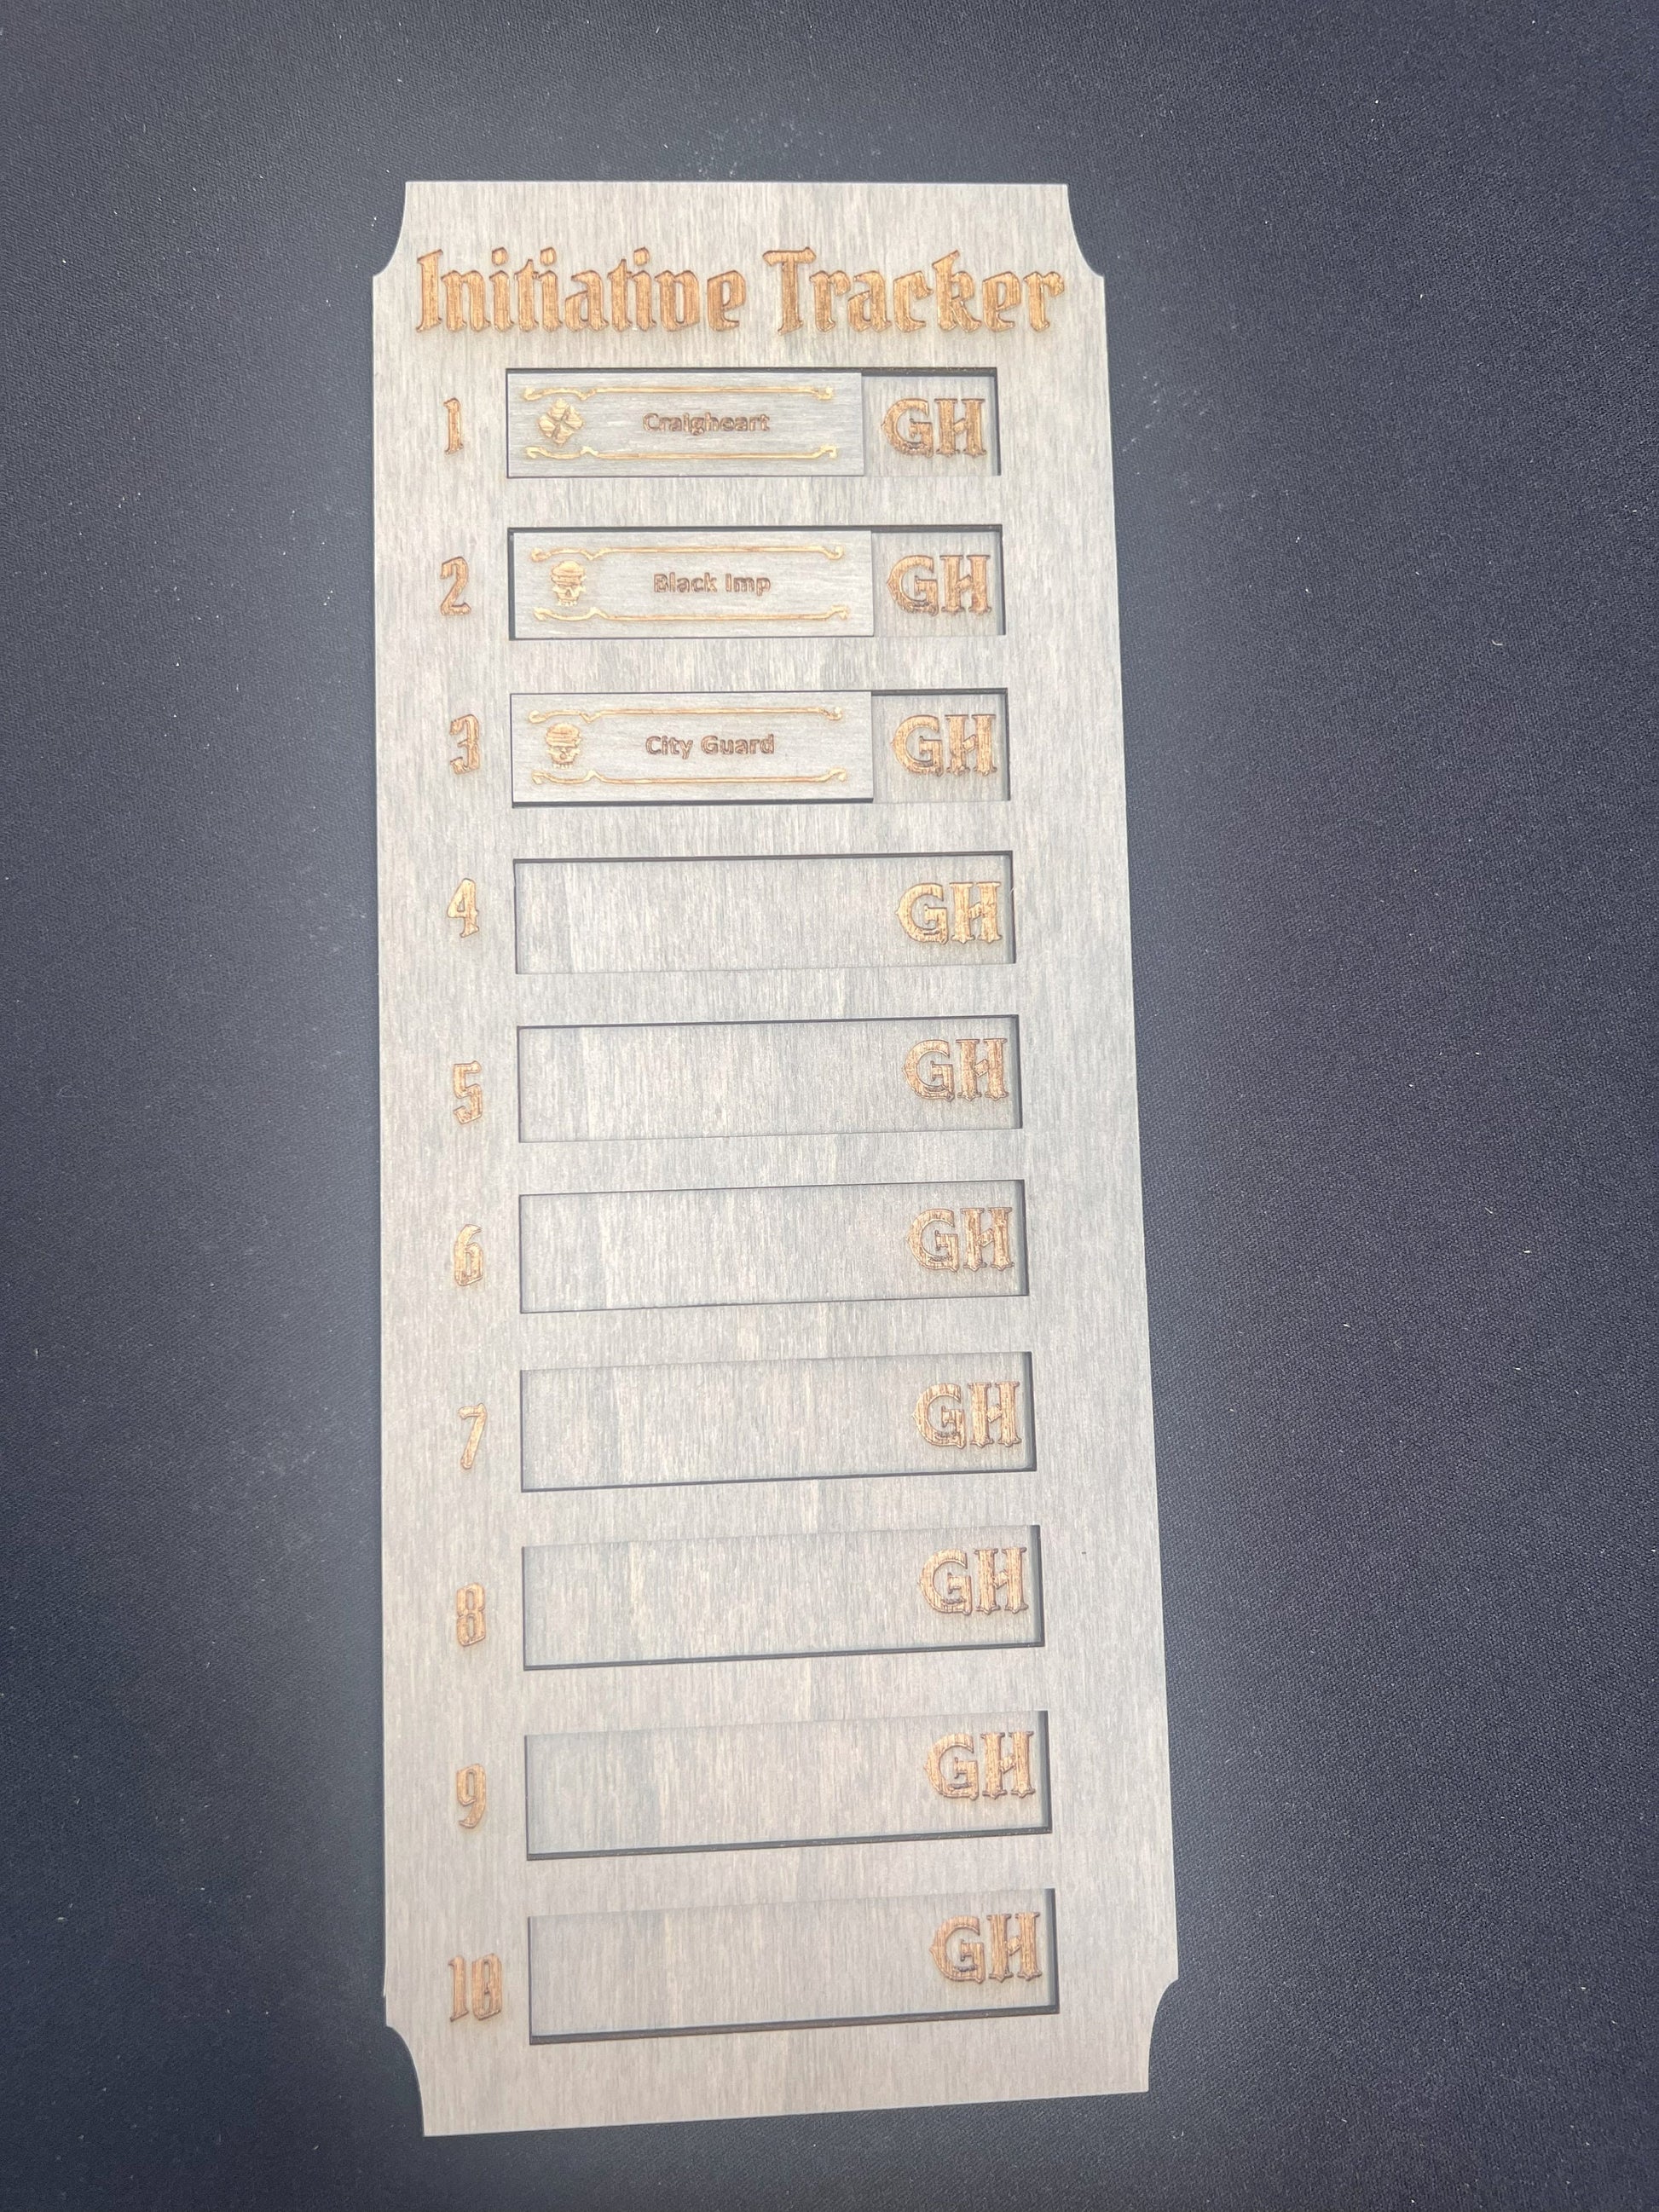 Initiative Tracker
1 Craigheart GH
2 Black Imp GH
3 City Guard GH
4 GH
5 GH
6 GH
7 GH
8 GH
9 GH
10 GH